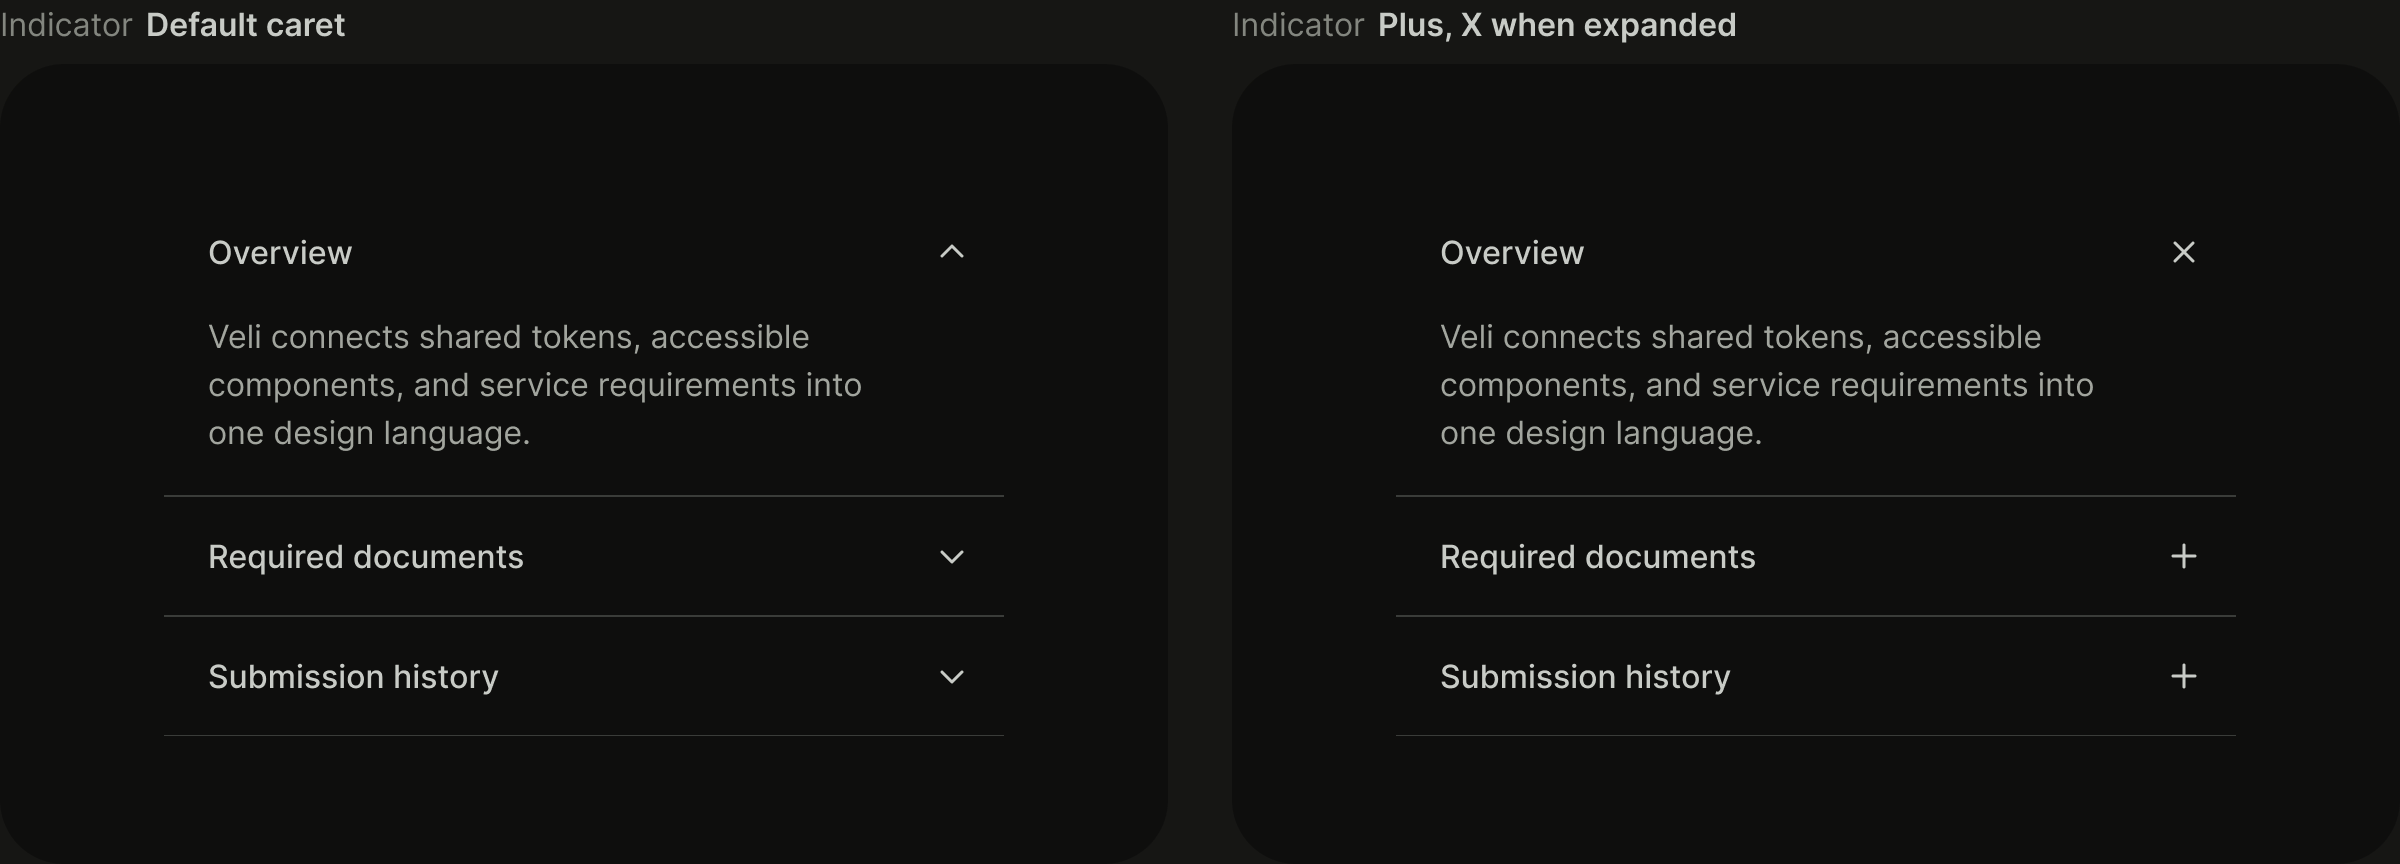 Indicator Default caret
Overview
Veli connects shared tokens, accessible
components, and service requirements into
one design language.
Required documents
Submission history
Indicator Plus, X when expanded
Overview
Veli connects shared tokens, accessible
components, and service requirements into
one design language.
Required documents
Submission history